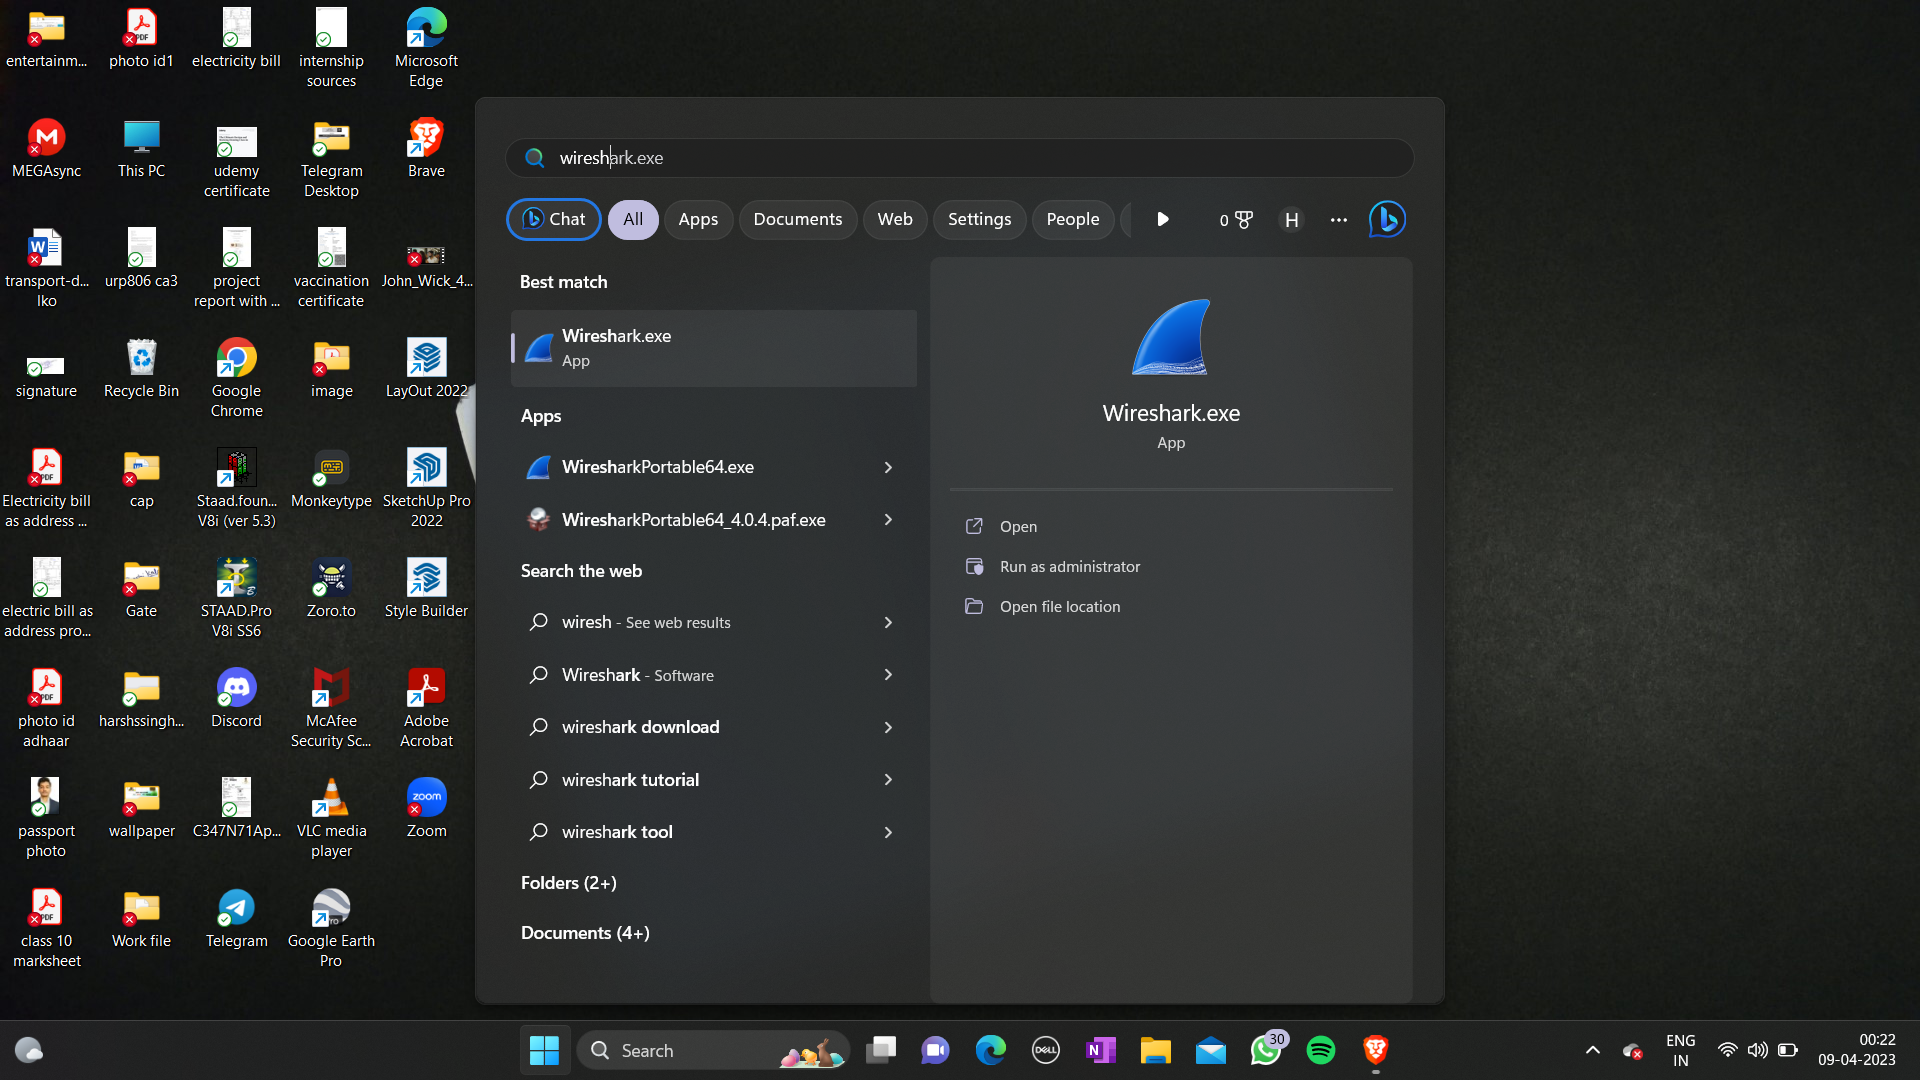 entertainm...
photo id1
electricity bill
internship
sources
Microsoft
Edge
MEGAsync
This PC
udemy
certificate
Telegram
Desktop
Brave
transport-d...
lko
urp806 ca3
project
report with ...
vaccination
certificate
John_Wick_4...
signature
Recycle Bin
Google
Chrome
image
LayOut 2022
Electricity bill
as address ...
cap
Staad.foun...
V8i (ver 5.3)
Monkeytype
SketchUp Pro
2022
electric bill as
address pro...
Gate
STAAD.Pro
V8i SS6
Zoro.to
Style Builder
photo id
adhaar
harshssingh...
Discord
McAfee
Security Sc...
Adobe
Acrobat
passport
photo
wallpaper
C347N71Ap...
VLC media
player
zoom
Zoom
class 10
marksheet
Work file
Telegram
Google Earth
Pro
wireshark.exe
Chat
All
Apps
Documents
Web
Settings
People
0
H
Best match
Wireshark.exe
App
Apps
WiresharkPortable64.exe
WiresharkPortable64_4.0.4.paf.exe
Search the web
wiresh - See web results
Wireshark - Software
wireshark download
wireshark tutorial
wireshark tool
Folders (2+)
Documents (4+)
Wireshark.exe
App
Open
Run as administrator
Open file location
Search
DELL
N
30
ENG
IN
00:22
09-04-2023